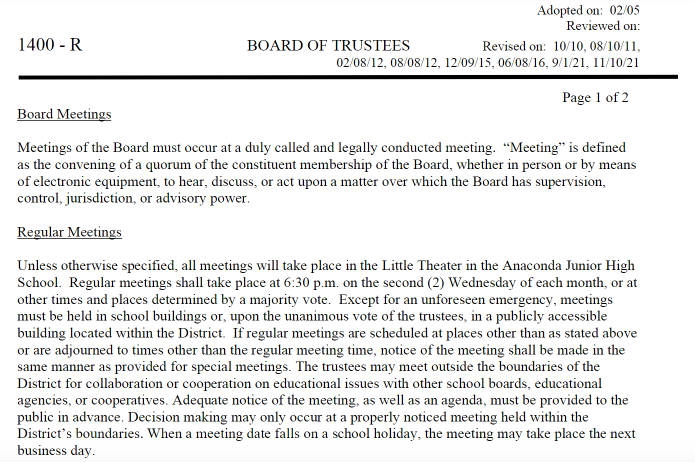 Adopted on: 02/05
Reviewed on:
1400 - R BOARD OF TRUSTEES Revised on: 10/10, 08/10/11,
02/08/12, 08/08/12, 12/09/15, 06/08/16, 9/1/21, 11/10/21
Page 1 of 2
Board Meetings
Meetings of the Board must occur at a duly called and legally conducted meeting. “Meeting” is defined
as the convening of a quorum of the constituent membership of the Board, whether in person or by means
of electronic equipment, to hear, discuss, or act upon a matter over which the Board has supervision,
control, jurisdiction, or advisory power.
Regular Meetings
Unless otherwise specified, all meetings will take place in the Little Theater in the Anaconda Junior High
School. Regular meetings shall take place at 6:30 p.m. on the second (2) Wednesday of each month, or at
other times and places determined by a majority vote. Except for an unforeseen emergency, meetings
must be held in school buildings or, upon the unanimous vote of the trustees, in a publicly accessible
building located within the District. If regular meetings are scheduled at places other than as stated above
or are adjourned to times other than the regular meeting time, notice of the meeting shall be made in the
same manner as provided for special meetings. The trustees may meet outside the boundaries of the
District for collaboration or cooperation on educational issues with other school boards, educational
agencies, or cooperatives. Adequate notice of the meeting, as well as an agenda, must be provided to the
public in advance. Decision making may only occur at a properly noticed meeting held within the
District’s boundaries. When a meeting date falls on a school holiday, the meeting may take place the next
business day.